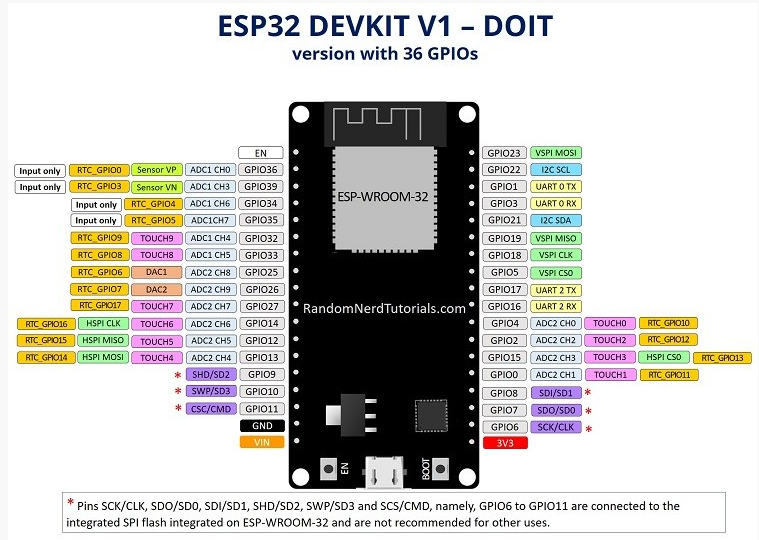 ESP32 DEVKIT V1 – DOIT
version with 36 GPIOs
EN
Input only RTC_GPIO0 Sensor VP ADC1 CH0 GPIO36
Input only RTC_GPIO3 Sensor VN ADC1 CH3 GPIO39
Input only RTC_GPIO4 ADC1 CH6 GPIO34
Input only RTC_GPIO5 ADC1CH7 GPIO35
RTC_GPIO9 TOUCH9 ADC1 CH4 GPIO32
RTC_GPIO8 TOUCH8 ADC1 CH5 GPIO33
RTC_GPIO6 DAC1 ADC2 CH8 GPIO25
RTC_GPIO7 DAC2 ADC2 CH9 GPIO26
RTC_GPIO17 TOUCH7 ADC2 CH7 GPIO27
RTC_GPIO16 HSPI CLK TOUCH6 ADC2 CH6 GPIO14
RTC_GPIO15 HSPI MISO TOUCH5 ADC2 CH5 GPIO12
RTC_GPIO14 HSPI MOSI TOUCH4 ADC2 CH4 GPIO13
* SHD/SD2 GPIO9
* SWP/SD3 GPIO10
* CSC/CMD GPIO11
GND
VIN
ESP-WROOM-32
RandomNerdTutorials.com
EN
BOOT
GPIO23 VSPI MOSI
GPIO22 I2C SCL
GPIO1 UART 0 TX
GPIO3 UART 0 RX
GPIO21 I2C SDA
GPIO19 VSPI MISO
GPIO18 VSPI CLK
GPIO5 VSPI CS0
GPIO17 UART 2 TX
GPIO16 UART 2 RX
GPIO4 ADC2 CH0 TOUCH0 RTC_GPIO10
GPIO2 ADC2 CH2 TOUCH2 RTC_GPIO12
GPIO15 ADC2 CH3 TOUCH3 HSPI CS0 RTC_GPIO13
GPIO0 ADC2 CH1 TOUCH1 RTC_GPIO11
GPIO8 SDI/SD1 *
GPIO7 SDO/SD0 *
GPIO6 SCK/CLK *
3V3
* Pins SCK/CLK, SDO/SD0, SDI/SD1, SHD/SD2, SWP/SD3 and SCS/CMD, namely, GPIO6 to GPIO11 are connected to the
integrated SPI flash integrated on ESP-WROOM-32 and are not recommended for other uses.